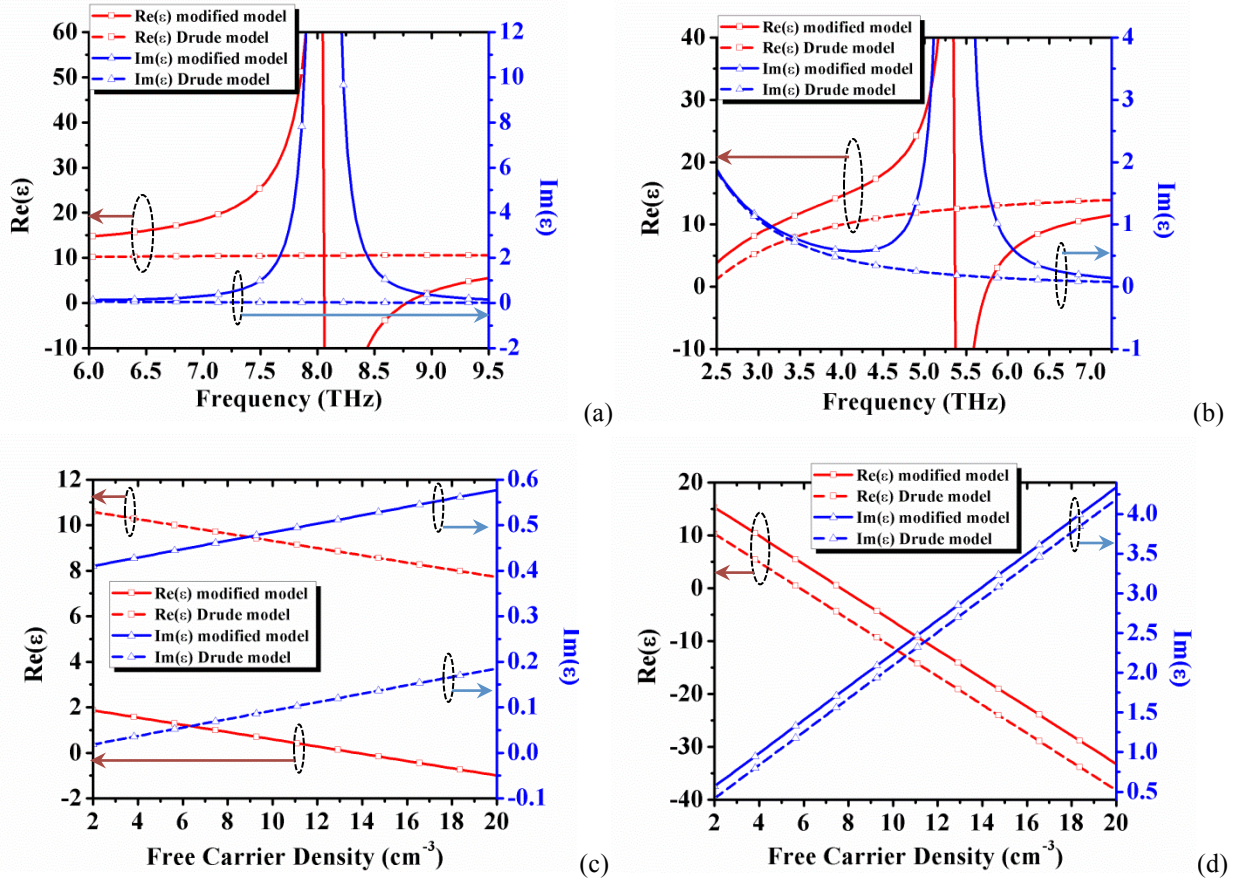 Re(ε) modified model
Re(ε) Drude model
Im(ε) modified model
Im(ε) Drude model
60
50
40
30
20
10
0
-10
12
10
8
6
4
2
0
-2
Re(ε)
Im(ε)
6.0 6.5 7.0 7.5 8.0 8.5 9.0 9.5
Frequency (THz)
(a)
Re(ε) modified model
Re(ε) Drude model
Im(ε) modified model
Im(ε) Drude model
40
30
20
10
0
-10
4
3
2
1
0
-1
Re(ε)
Im(ε)
2.5 3.0 3.5 4.0 4.5 5.0 5.5 6.0 6.5 7.0
Frequency (THz)
(b)
12
10
8
6
4
2
0
-2
0.6
0.5
0.4
0.3
0.2
0.1
0.0
-0.1
Re(ε)
Im(ε)
Re(ε) modified model
Re(ε) Drude model
Im(ε) modified model
Im(ε) Drude model
2 4 6 8 10 12 14 16 18 20
Free Carrier Density (cm⁻³)
(c)
Re(ε) modified model
Re(ε) Drude model
Im(ε) modified model
Im(ε) Drude model
20
10
0
-10
-20
-30
-40
4.0
3.5
3.0
2.5
2.0
1.5
1.0
0.5
Re(ε)
Im(ε)
2 4 6 8 10 12 14 16 18 20
Free Carrier Density (cm⁻³)
(d)